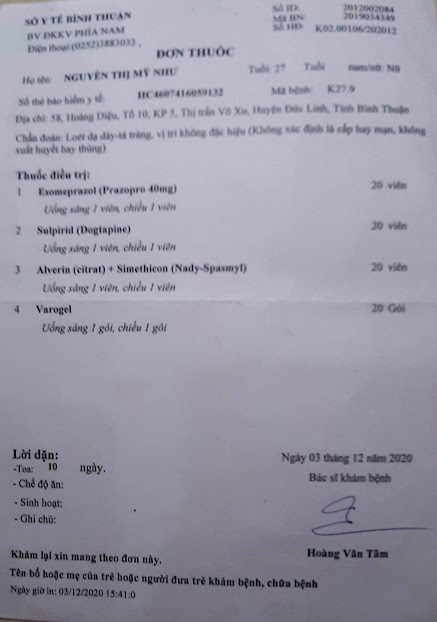 SỞ Y TẾ BÌNH THUẬN
BV ĐKKV PHÍA NAM
Điện thoại:(0252)3883033
Số ID: 2012002084
Mã BN: 2019034349
Số HĐ: K02.00106/202012
ĐƠN THUỐC
Họ tên: NGUYỄN THỊ MỸ NHƯ Tuổi: 27 Tuổi nam/nữ: Nữ
Số thẻ bảo hiểm y tế: HC4607416059132 Mã bệnh: K27.9
Địa chỉ: 58, Hoàng Diệu, Tổ 10, KP 5, Thị trấn Võ Xu, Huyện Đức Linh, Tỉnh Bình Thuận
Chẩn đoán: Loét dạ dày-tá tràng, vị trí không đặc hiệu (Không xác định là cấp hay mạn, không
xuất huyết hay thủng)
Thuốc điều trị:
1 Esomeprazol (Prazopro 40mg) 20 viên
Uống sáng 1 viên, chiều 1 viên
2 Sulpirid (Dogtapine) 20 viên
Uống sáng 1 viên, chiều 1 viên
3 Alverin (citrat) + Simethicon (Nady-Spasmyl) 20 viên
Uống sáng 1 viên, chiều 1 viên
4 Varogel 20 Gói
Uống sáng 1 gói, chiều 1 gói
Lời dặn:
-Toa: 10 ngày.
- Chế độ ăn:
- Sinh hoạt:
- Ghi chú:
Ngày 03 tháng 12 năm 2020
Bác sĩ khám bệnh
Hoàng Văn Tâm
Khám lại xin mang theo đơn này.
Tên bố hoặc mẹ của trẻ hoặc người đưa trẻ khám bệnh, chữa bệnh
Ngày giờ in: 03/12/2020 15:41:0